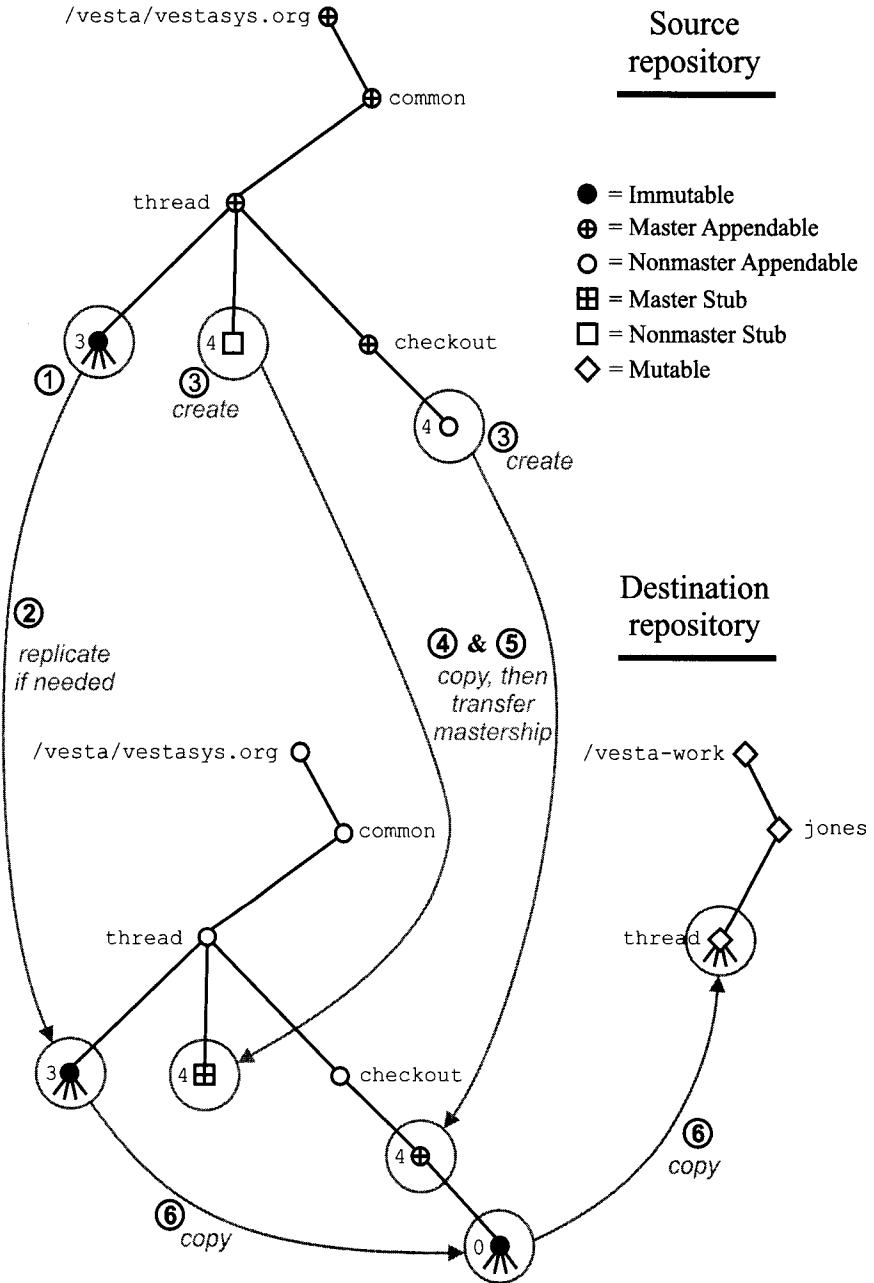 /vesta/vestasys.org
Source
repository
common
= Immutable
= Master Appendable
= Nonmaster Appendable
= Master Stub
= Nonmaster Stub
= Mutable
thread
3
4
checkout
1
3
create
4
3
create
2
replicate
if needed
Destination
repository
4 & 5
copy, then
transfer
mastership
/vesta/vestasys.org
/vesta-work
common
jones
thread
thread
3
4
checkout
4
6
copy
6
copy
0